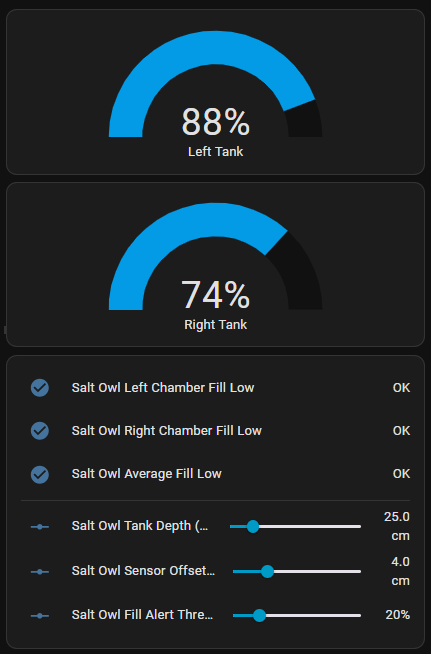 88%
Left Tank
74%
Right Tank
Salt Owl Left Chamber Fill Low OK
Salt Owl Right Chamber Fill Low OK
Salt Owl Average Fill Low OK
Salt Owl Tank Depth (... 25.0 cm
Salt Owl Sensor Offset... 4.0 cm
Salt Owl Fill Alert Thre... 20%